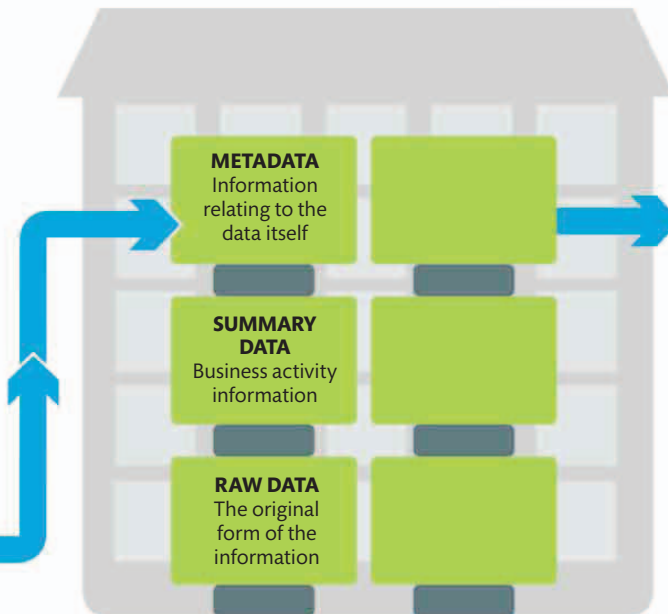 METADATA
Information
relating to the
data itself
SUMMARY
DATA
Business activity
information
RAW DATA
The original
form of the
information